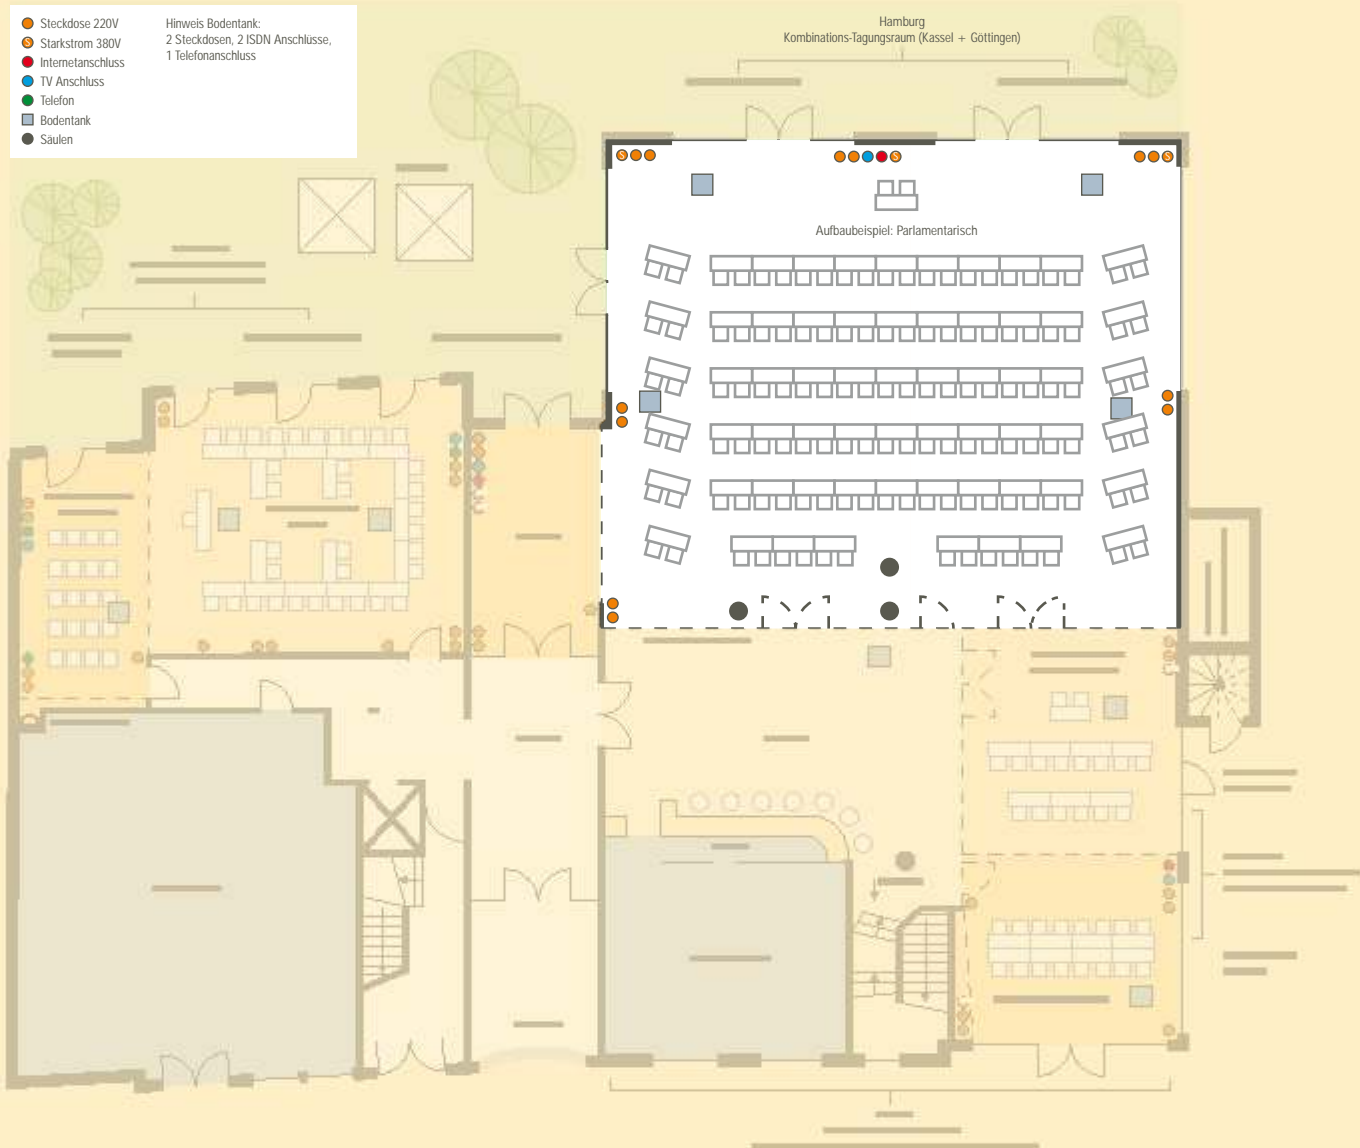 Steckdose 220V
Starkstrom 380V
Internetanschluss
TV Anschluss
Telefon
Bodentank
Säulen
Hinweis Bodentank:
2 Steckdosen, 2 ISDN Anschlüsse,
1 Telefonanschluss
Hamburg
Kombinations-Tagungsraum (Kassel + Göttingen)
Aufbaubeispiel: Parlamentarisch